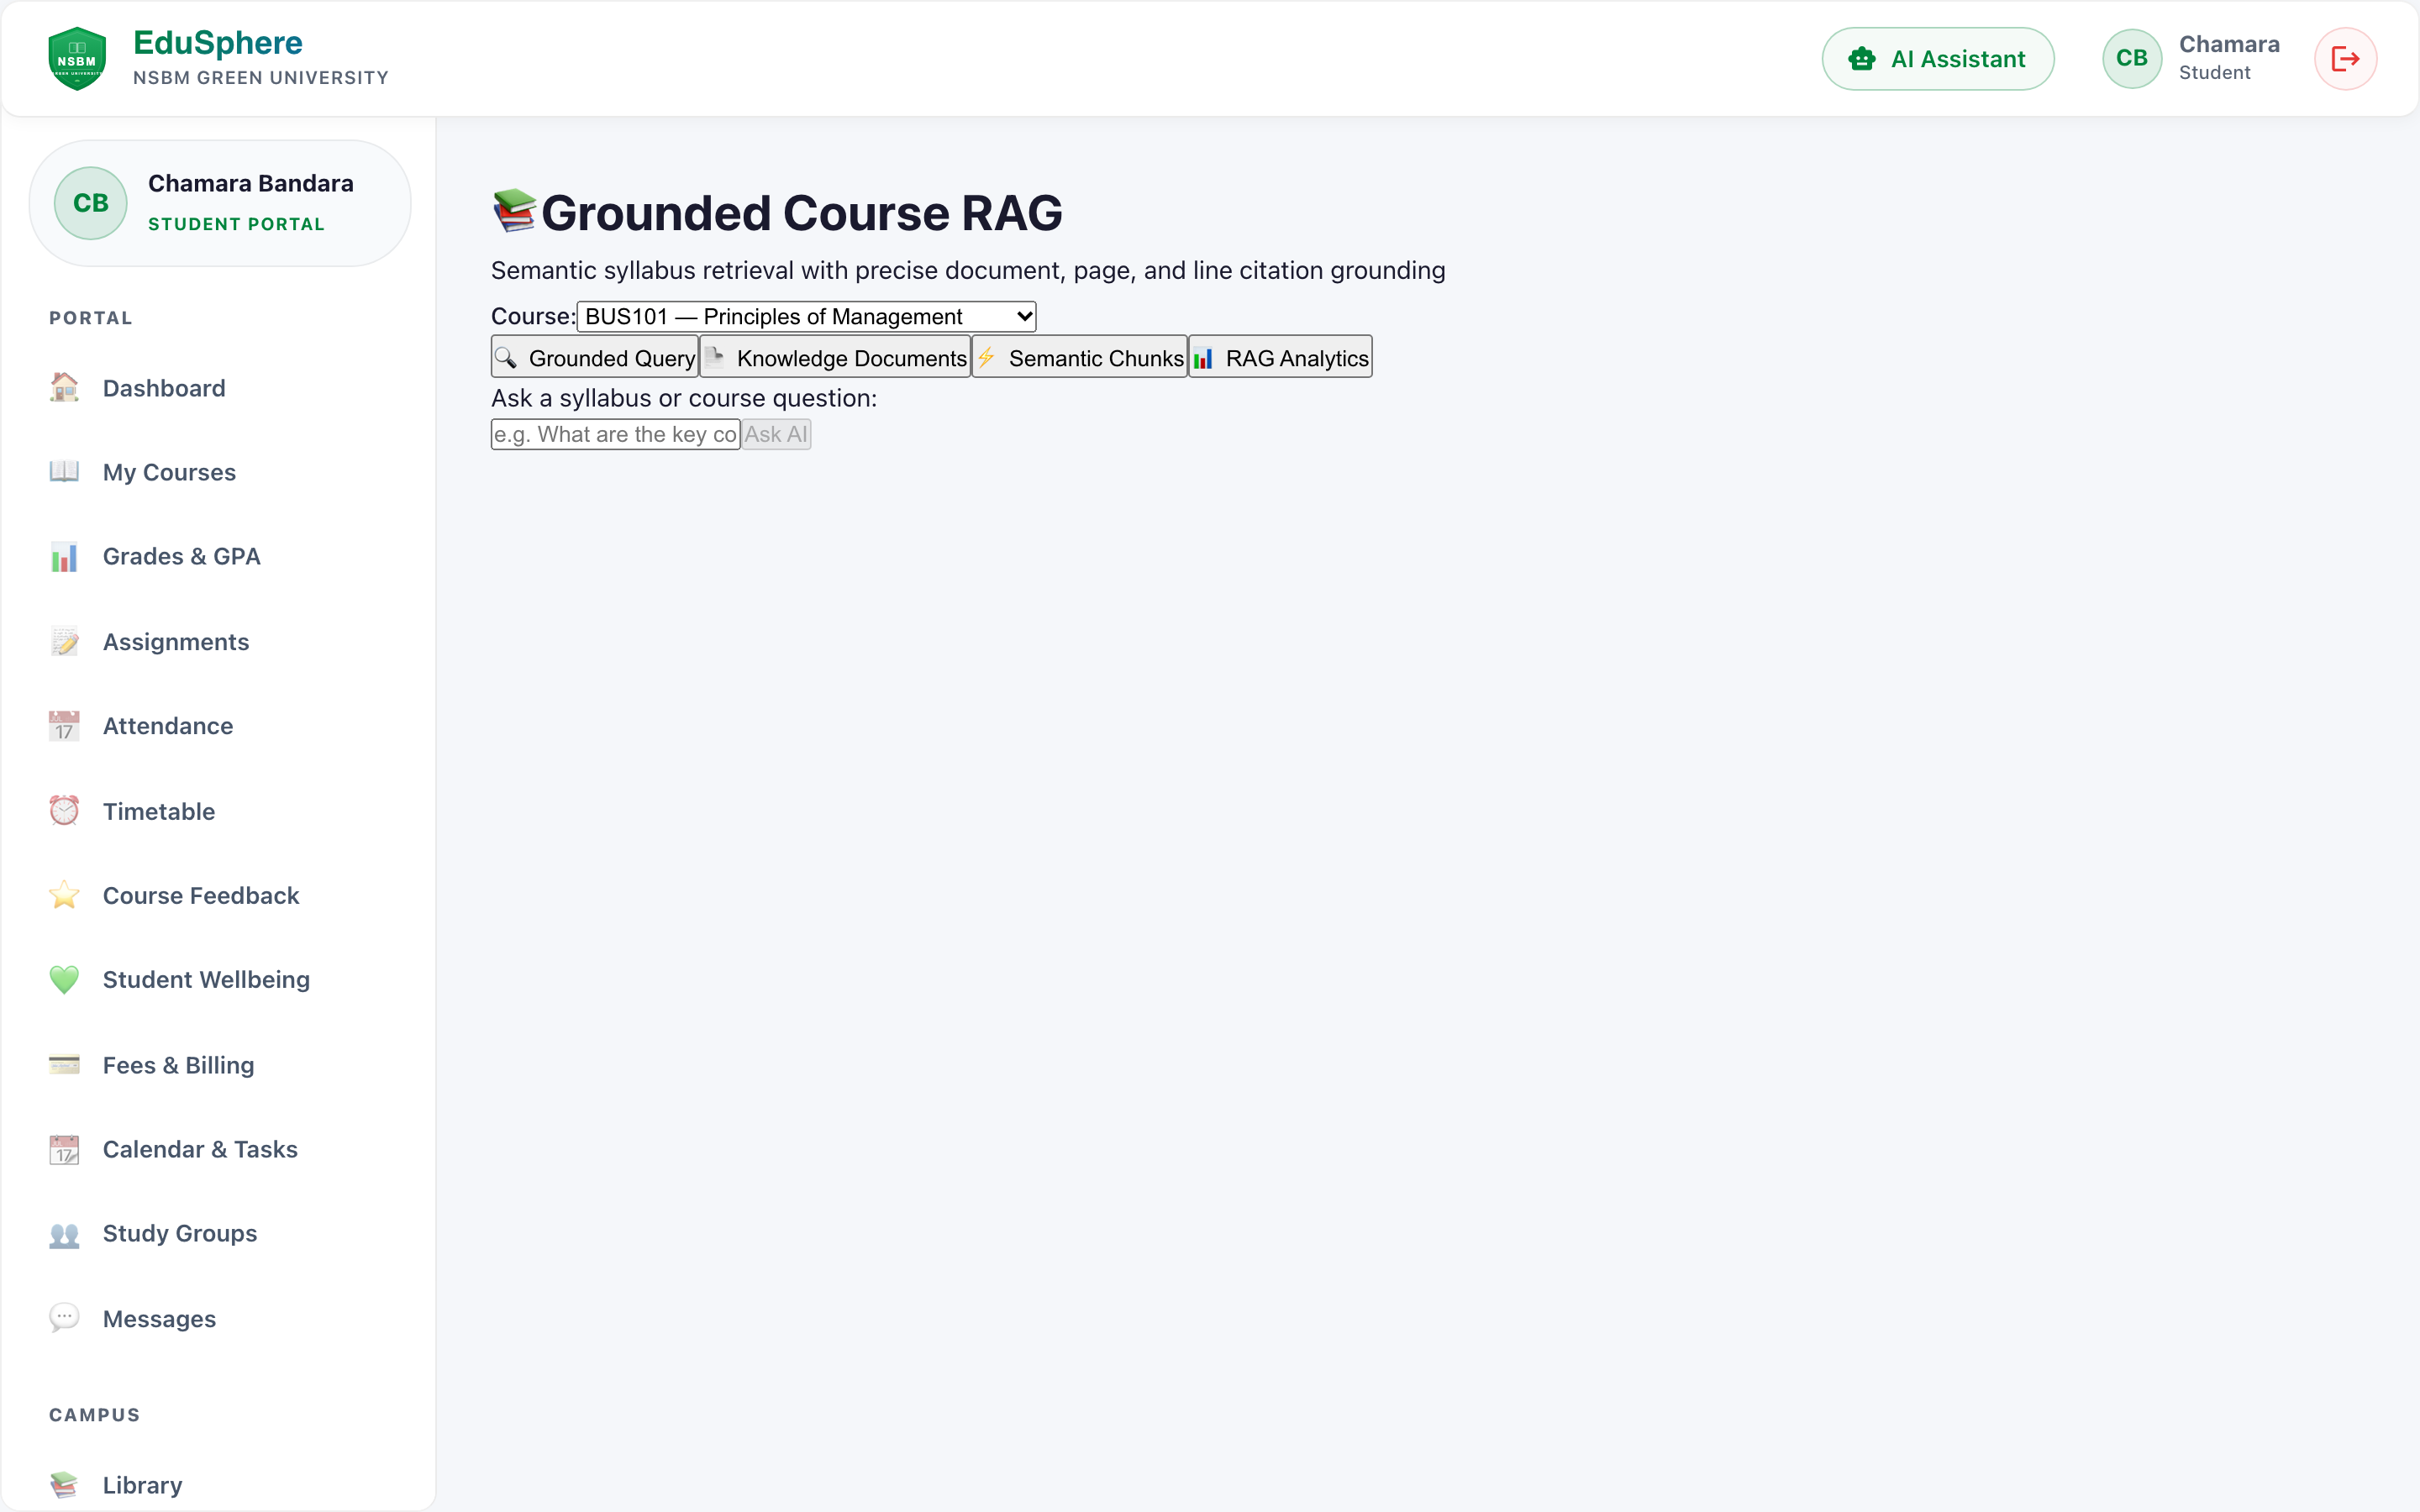 NSBM
EduSphere
NSBM GREEN UNIVERSITY
AI Assistant
CB
Chamara
Student
CB
Chamara Bandara
STUDENT PORTAL
PORTAL
Dashboard
My Courses
Grades & GPA
Assignments
17
Attendance
Timetable
Course Feedback
Student Wellbeing
Fees & Billing
17
Calendar & Tasks
Study Groups
Messages
CAMPUS
Library
Grounded Course RAG
Semantic syllabus retrieval with precise document, page, and line citation grounding
Course: BUS101 — Principles of Management
Grounded Query Knowledge Documents Semantic Chunks RAG Analytics
Ask a syllabus or course question:
e.g. What are the key co Ask AI